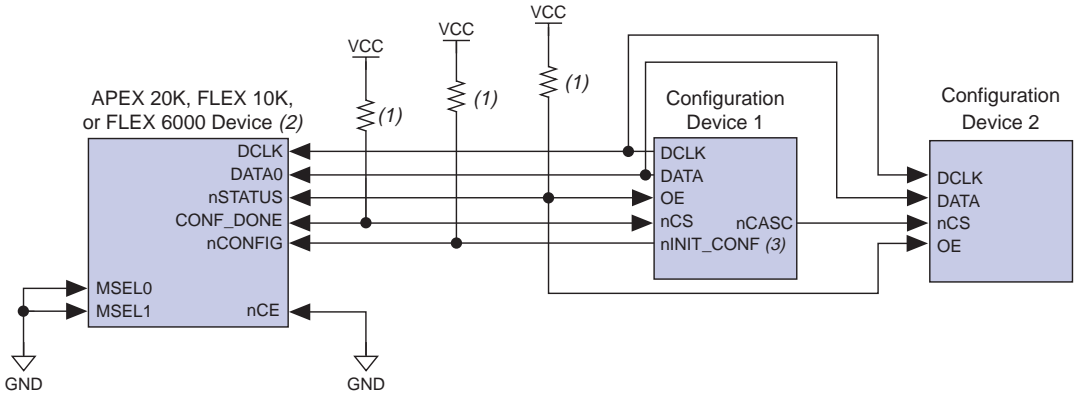 VCC
(1)
VCC
(1)
VCC
(1)
APEX 20K, FLEX 10K,
or FLEX 6000 Device (2)
DCLK
DATA0
nSTATUS
CONF_DONE
nCONFIG
MSEL0
MSEL1
nCE
GND
GND
Configuration
Device 1
DCLK
DATA
OE
nCS
nCASC
nINIT_CONF (3)
Configuration
Device 2
DCLK
DATA
nCS
OE